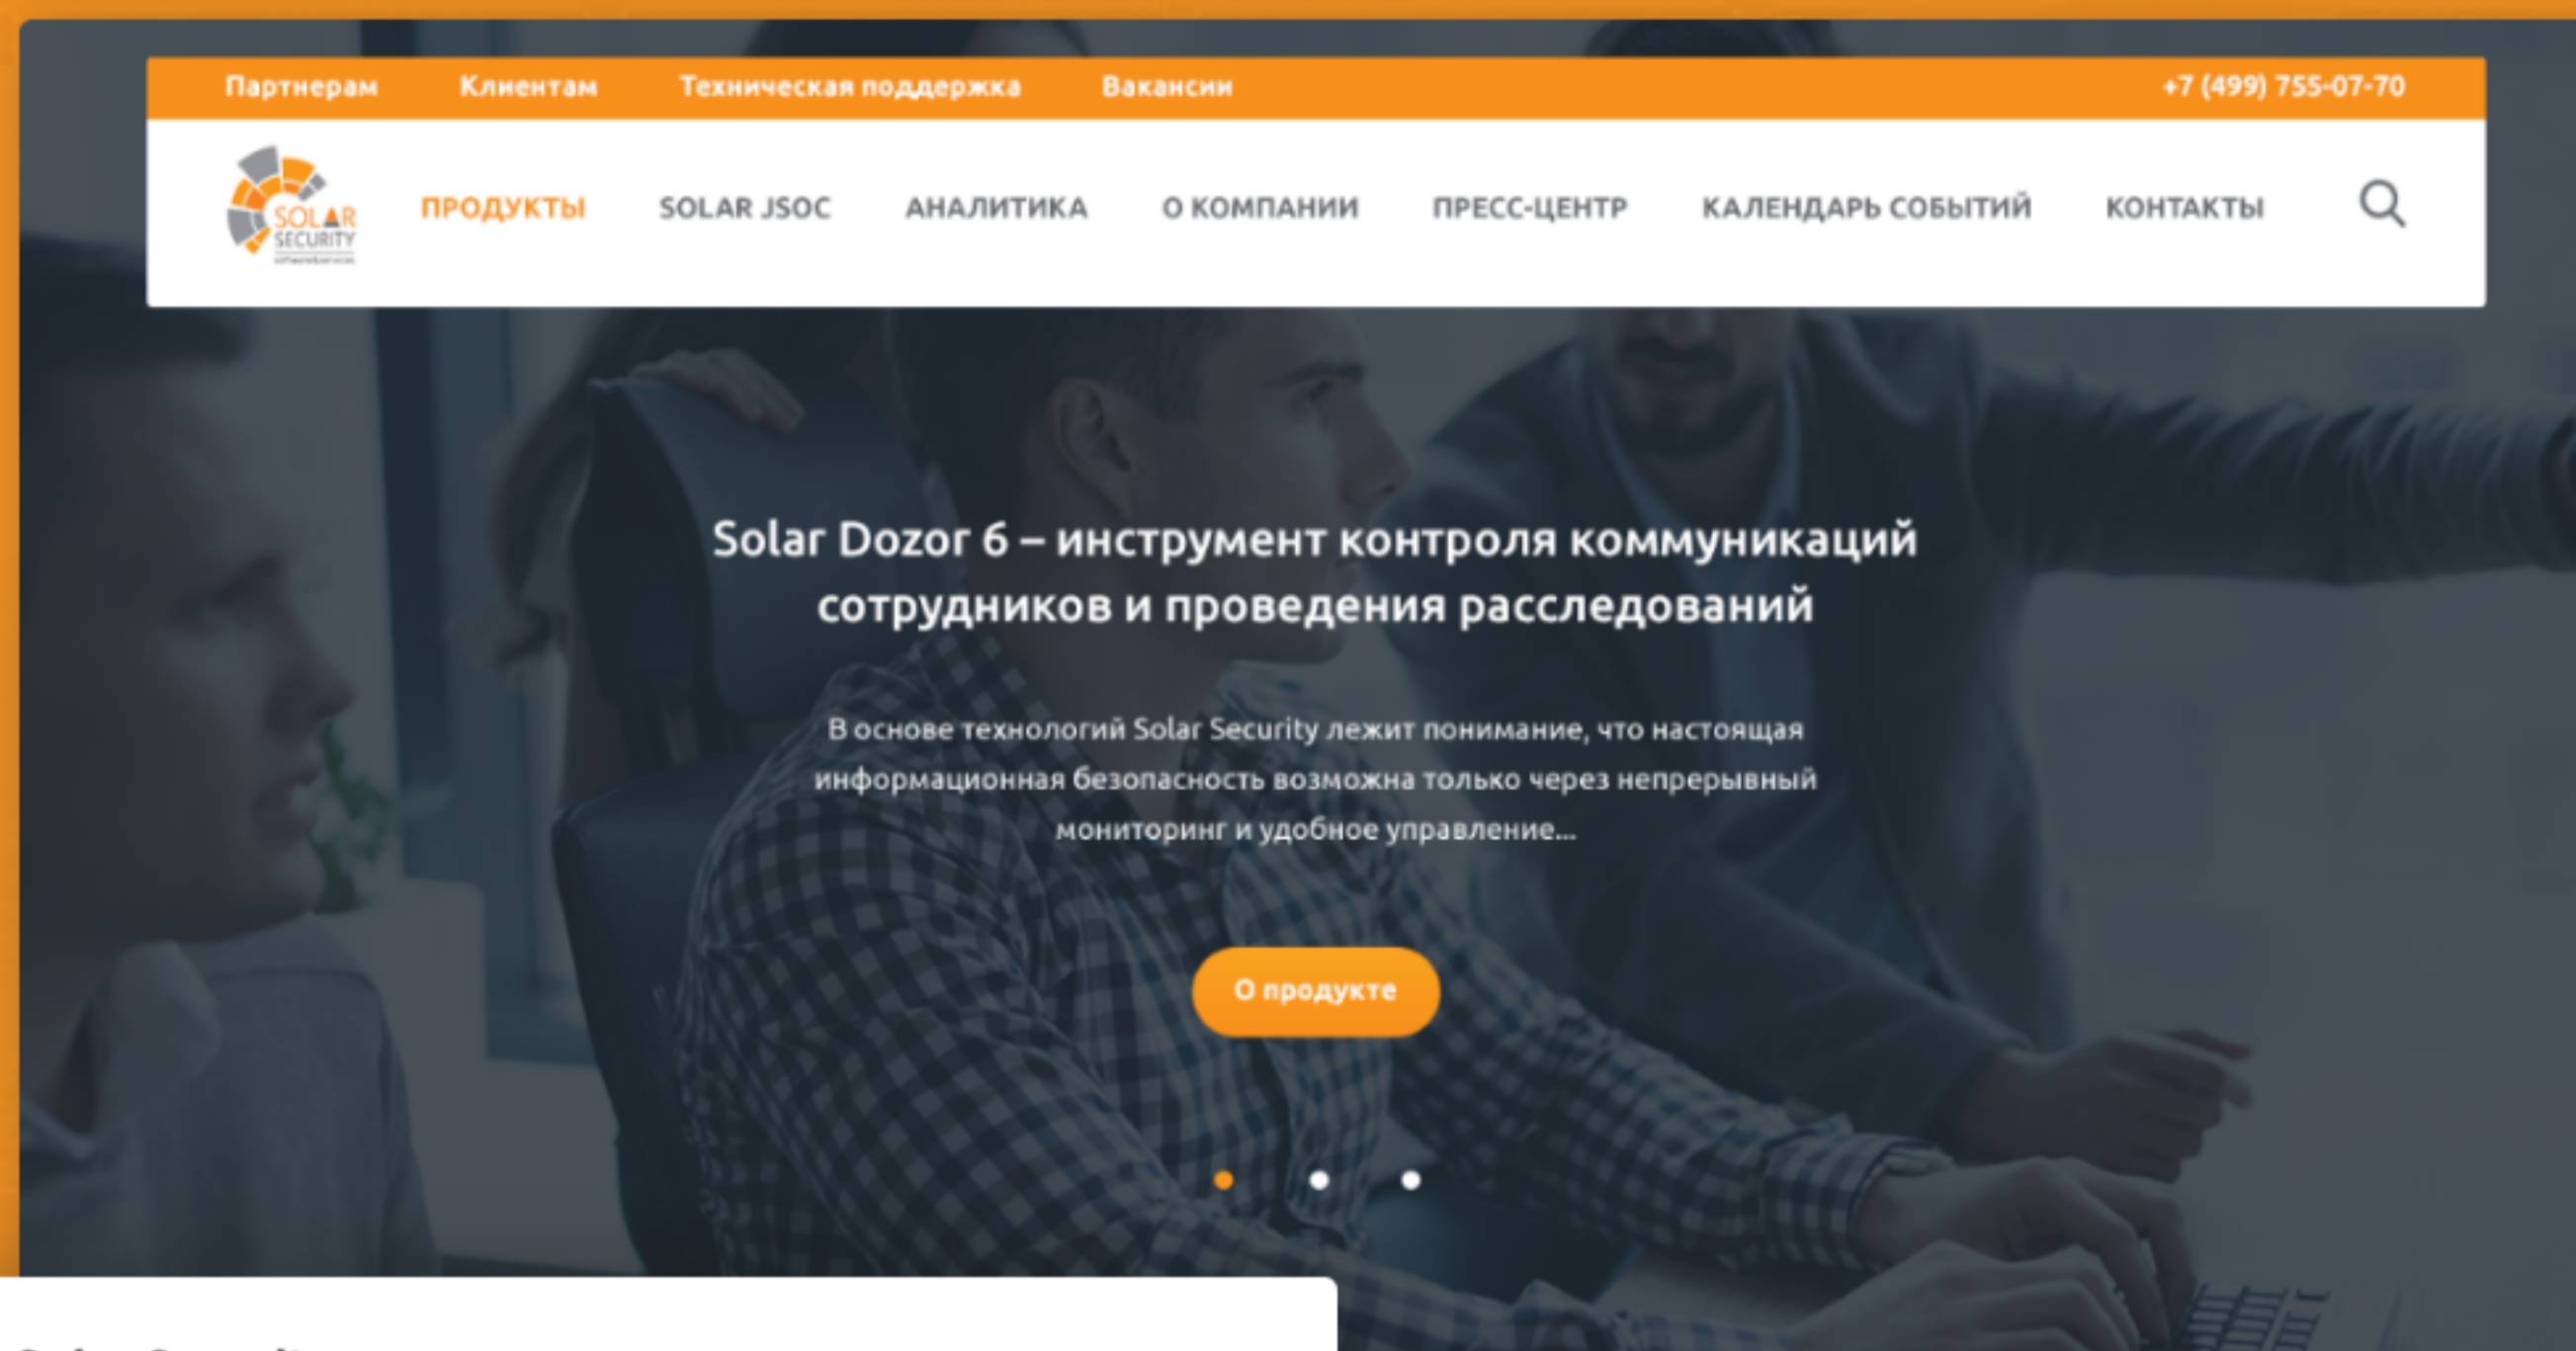 Партнерам Клиентам Техническая поддержка Вакансии +7 (499) 755-07-70
SOLAR
SECURITY
ПРОДУКТЫ SOLAR JSOC АНАЛИТИКА О КОМПАНИИ ПРЕСС-ЦЕНТР КАЛЕНДАРЬ СОБЫТИЙ КОНТАКТЫ
Solar Dozor 6 – инструмент контроля коммуникаций
сотрудников и проведения расследований
В основе технологий Solar Security лежит понимание, что настоящая
информационная безопасность возможна только через непрерывный
мониторинг и удобное управление...
О продукте